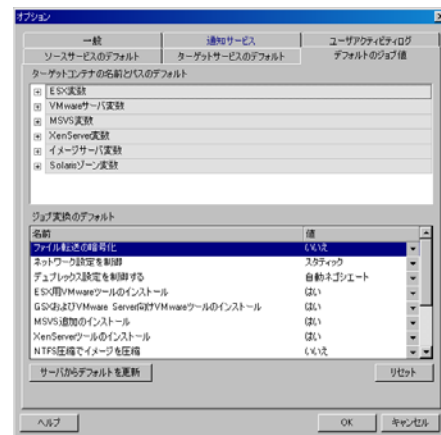 オプション
一般 通知サービス ユーザアクティビティログ
ソースサービスのデフォルト ターゲットサービスのデフォルト デフォルトのジョブ値
ターゲットコンテナの名前とパスのデフォルト
ESX変数
VMwareサーバ変数
MSVS変数
XenServer変数
イメージサーバ変数
Solarisゾーン変数
ジョブ変換のデフォルト
名前 値
ファイル転送の暗号化 いいえ
ネットワーク設定を制御 スタティック
デュプレックス設定を制御する 自動ネゴシエート
ESX用VMwareツールのインストール はい
GSXおよびVMware Server向けVMwareツールのインストール はい
MSVS追加のインストール はい
XenServerツールのインストール はい
NTFS圧縮でイメージを圧縮 いいえ
サーバからデフォルトを更新 リセット
ヘルプ OK キャンセル